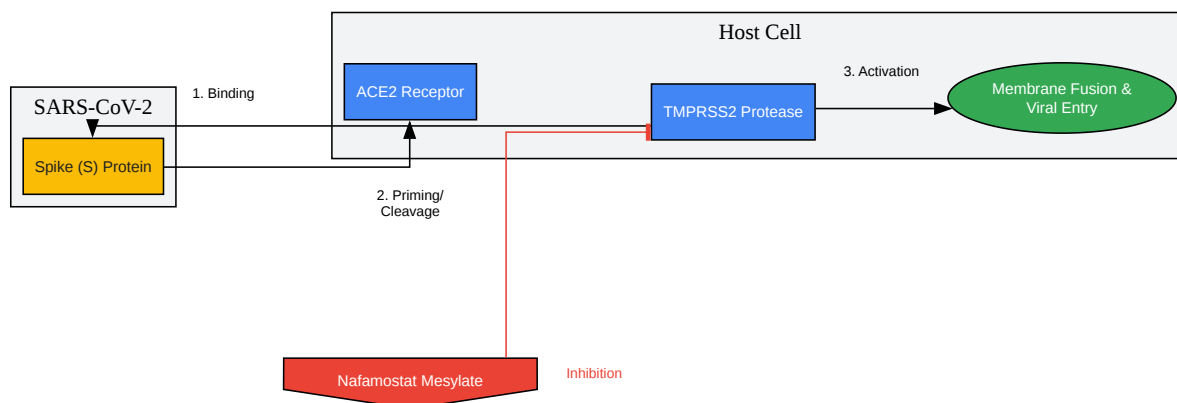 Host Cell
3. Activation
ACE2 Receptor
Membrane Fusion &
Viral Entry
1. Binding
SARS-CoV-2
TMPRSS2 Protease
Spike (S) Protein
2. Priming/
Cleavage
Nafamostat Mesylate
Inhibition